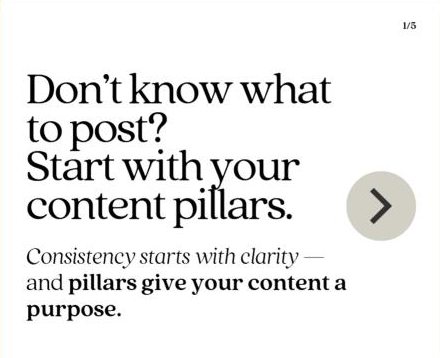 1/5
Don’t know what
to post?
Start with your
content pillars.
Consistency starts with clarity —
and pillars give your content a
purpose.